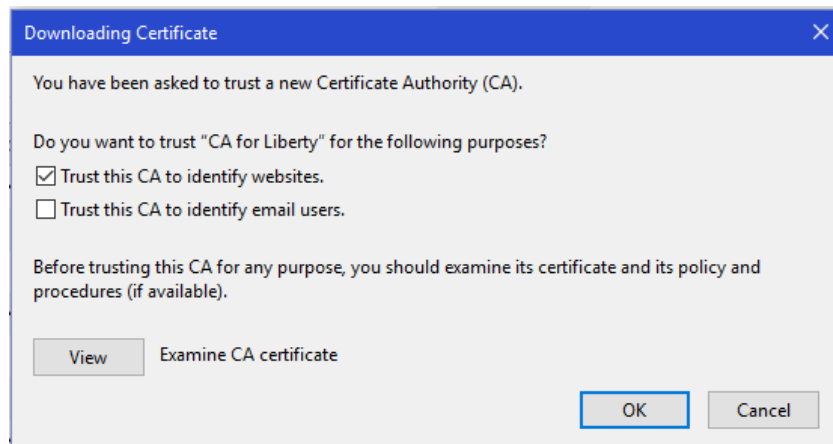 Downloading Certificate
You have been asked to trust a new Certificate Authority (CA).
Do you want to trust “CA for Liberty” for the following purposes?
Trust this CA to identify websites.
Trust this CA to identify email users.
Before trusting this CA for any purpose, you should examine its certificate and its policy and
procedures (if available).
View Examine CA certificate
OK Cancel